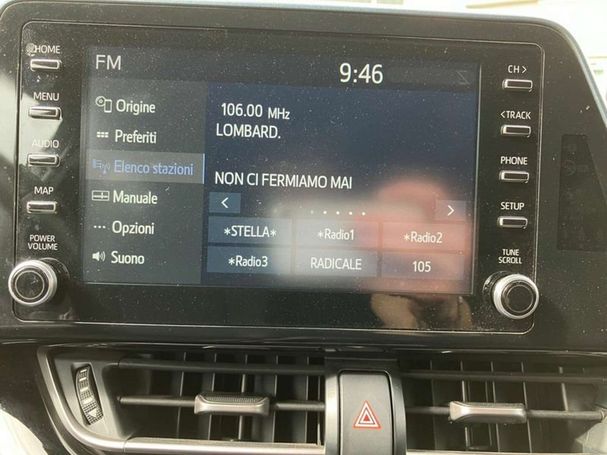 HOME
MENU
AUDIO
MAP
POWER
VOLUME
FM
9:46
Origine
Preferiti
Elenco stazioni
Manuale
Opzioni
Suono
106.00 MHz
LOMBARD.
NON CI FERMIAMO MAI
< >
*STELLA* *Radio1 *Radio2
*Radio3 RADICALE 105
CH >
< TRACK
PHONE
SETUP
TUNE
SCROLL